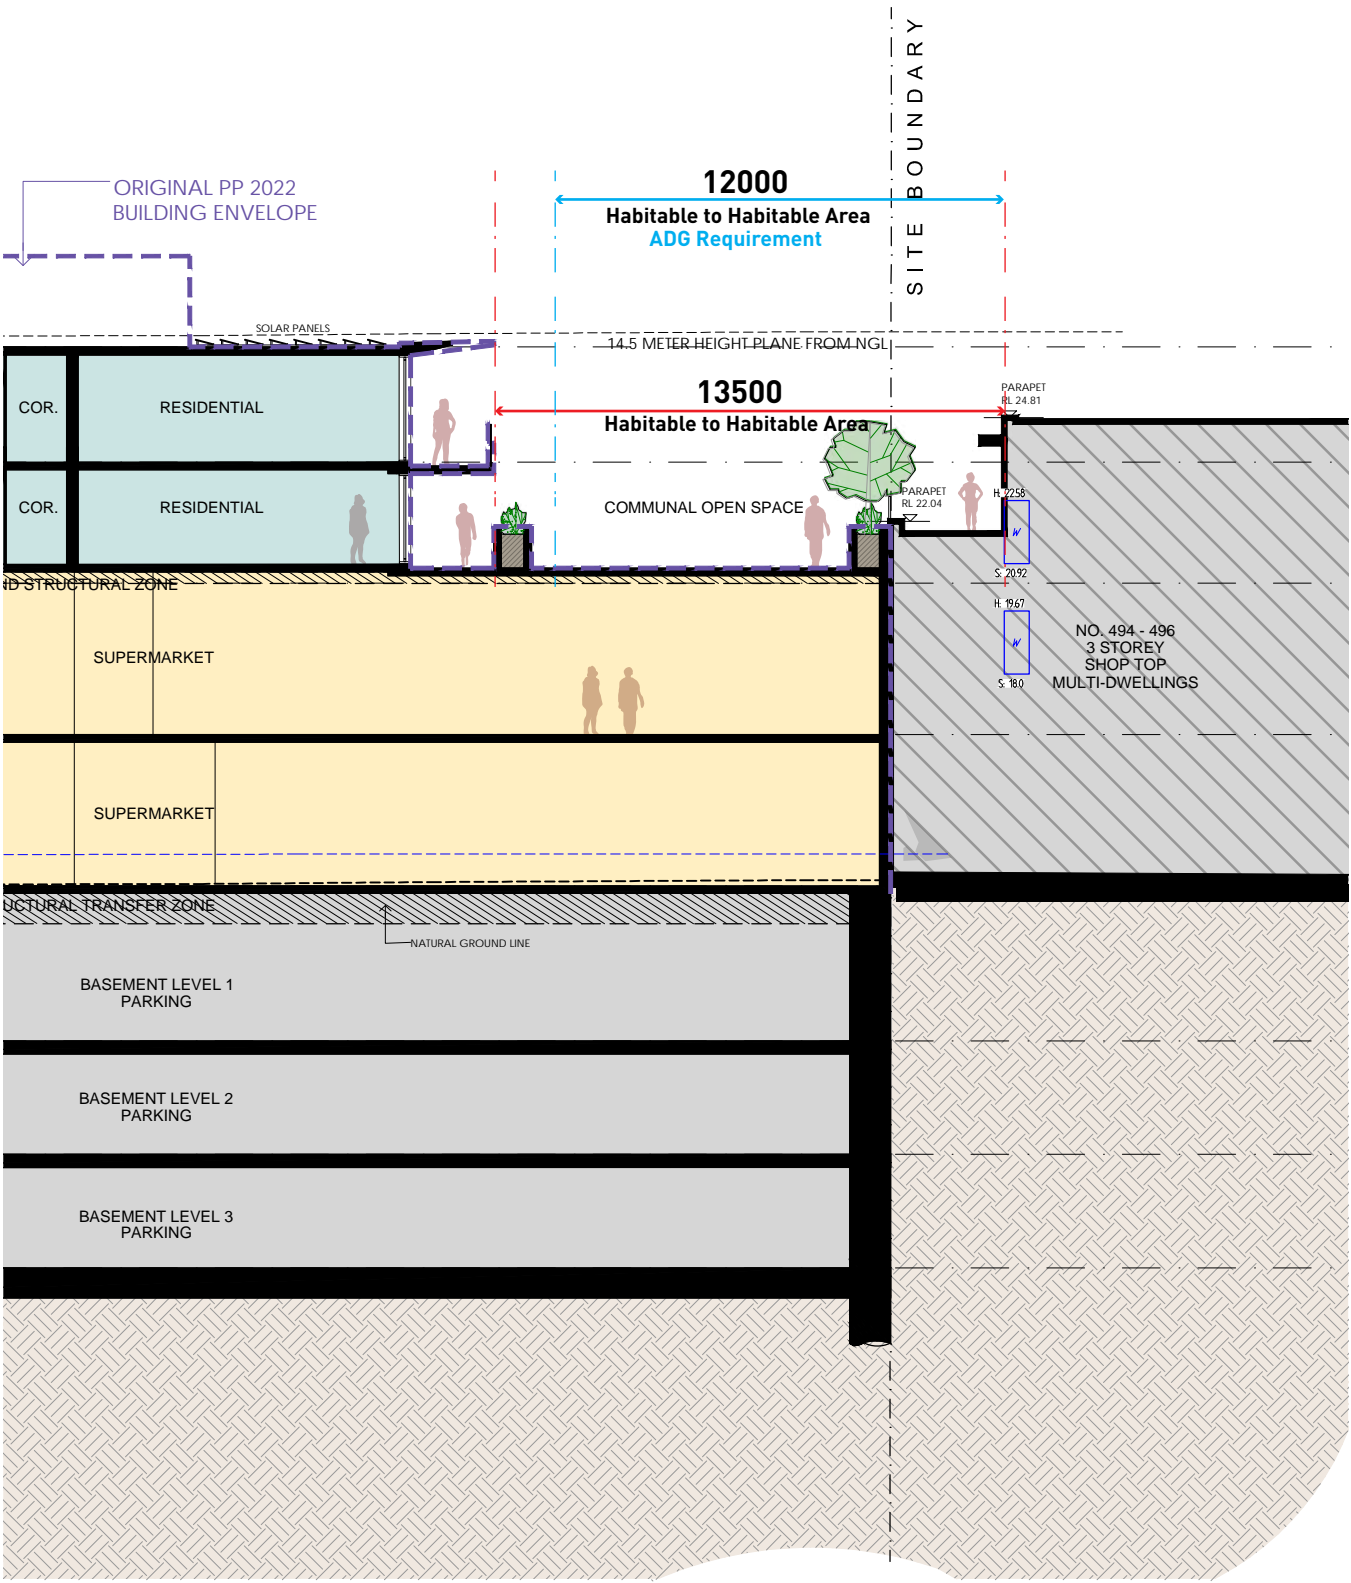 SITE BOUNDARY
12000
Habitable to Habitable Area
ADG Requirement
ORIGINAL PP 2022
BUILDING ENVELOPE
SOLAR PANELS
14.5 METER HEIGHT PLANE FROM NGL
13500
Habitable to Habitable Area
PARAPET
RL 24.81
COR.
RESIDENTIAL
PARAPET
RL 22.04
H: 22.58
W
S: 20.92
COR.
RESIDENTIAL
COMMUNAL OPEN SPACE
ND STRUCTURAL ZONE
H: 19.67
W
S: 18.0
NO. 494 - 496
3 STOREY
SHOP TOP
MULTI-DWELLINGS
SUPERMARKET
SUPERMARKET
UCTURAL TRANSFER ZONE
NATURAL GROUND LINE
BASEMENT LEVEL 1
PARKING
BASEMENT LEVEL 2
PARKING
BASEMENT LEVEL 3
PARKING